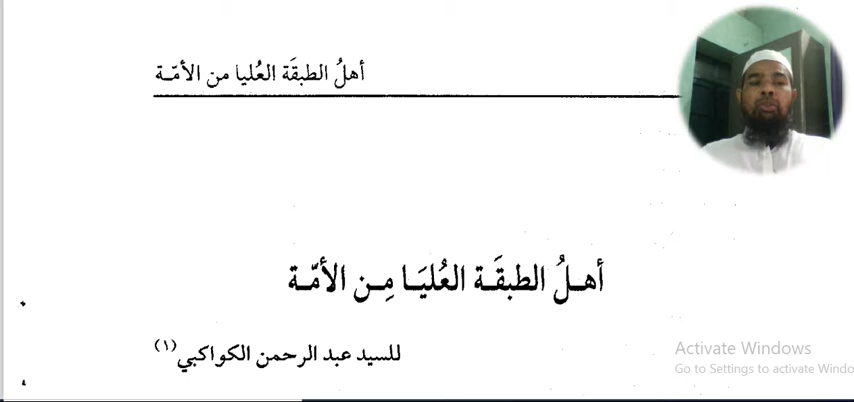 أهلُ الطبقَة العُليا من الأمّـة
أهـلُ الطبقَـة العُليَـا مِـن الأمّـة
للسيد عبد الرحمن الكواكبي(١)
Activate Windows
Go to Settings to activate Windo